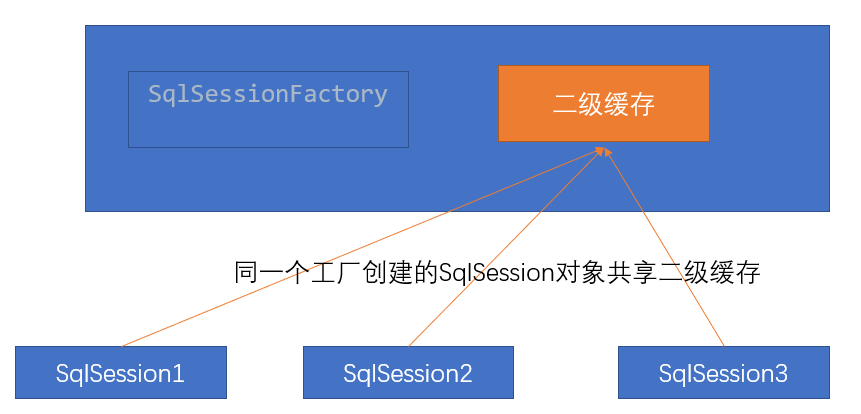 SqlSessionFactory
二级缓存
同一个工厂创建的SqlSession对象共享二级缓存
SqlSession1
SqlSession2
SqlSession3